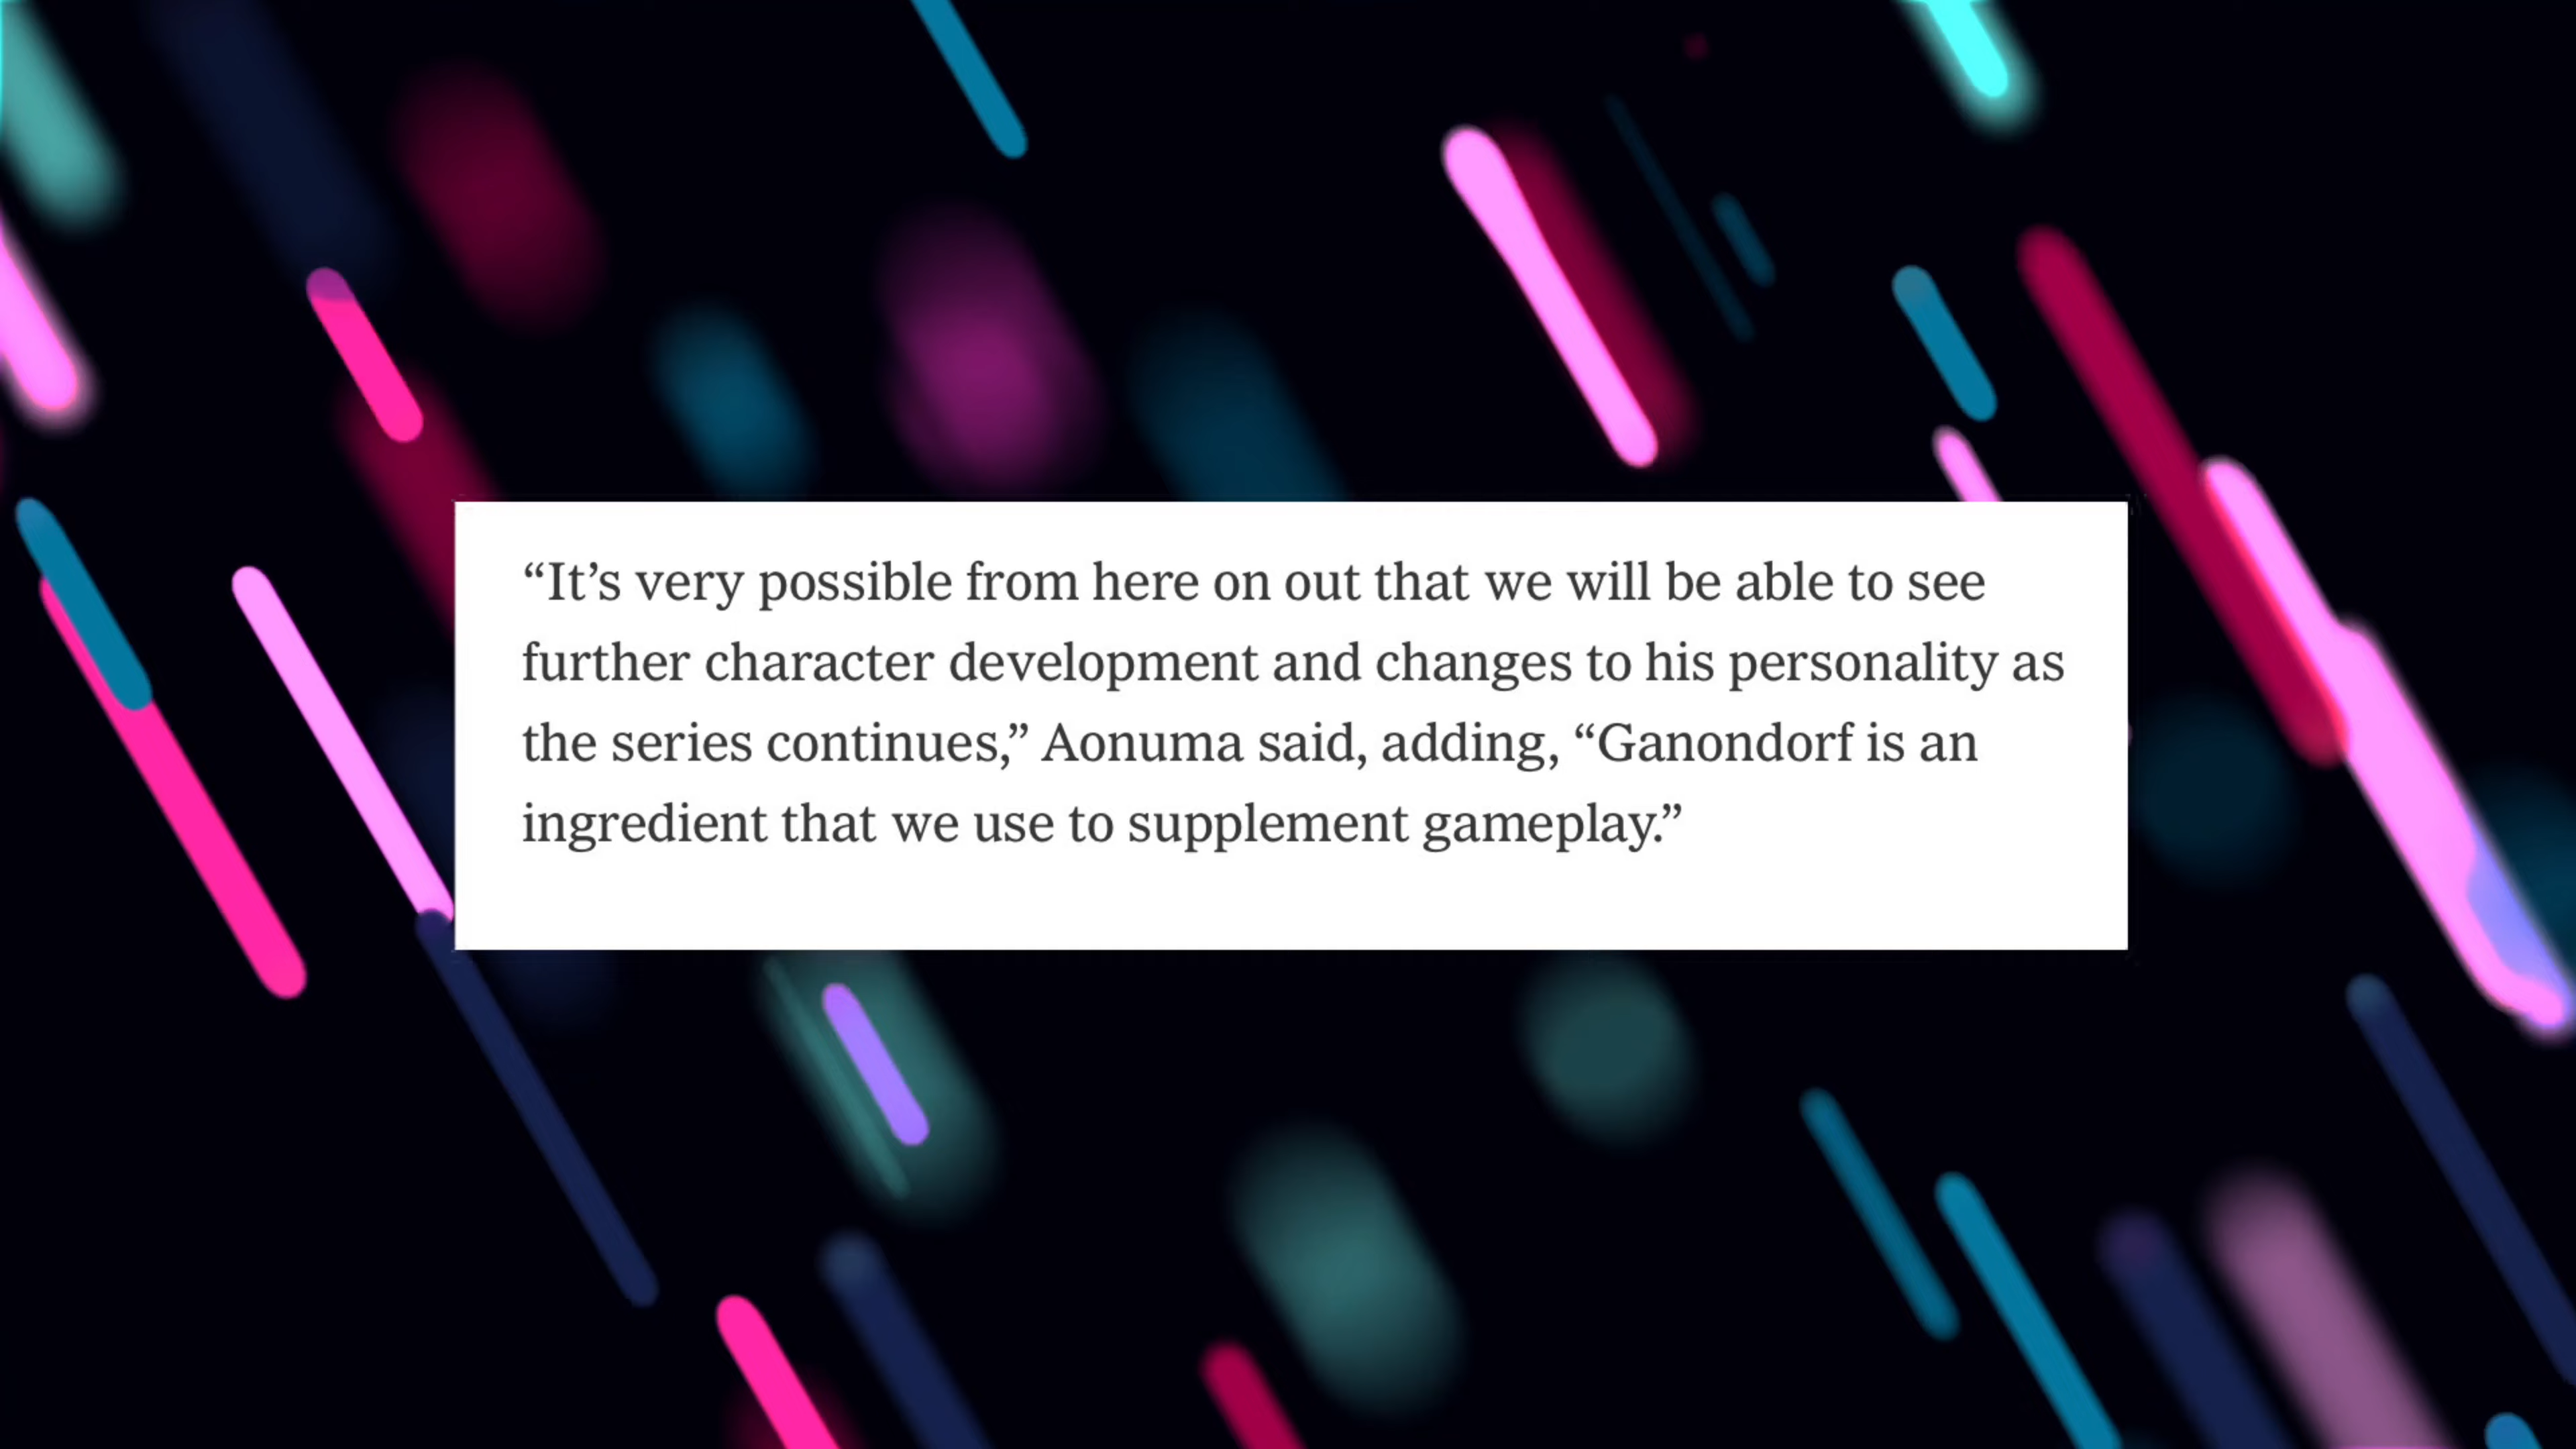 “It’s very possible from here on out that we will be able to see
further character development and changes to his personality as
the series continues,” Aonuma said, adding, “Ganondorf is an
ingredient that we use to supplement gameplay.”